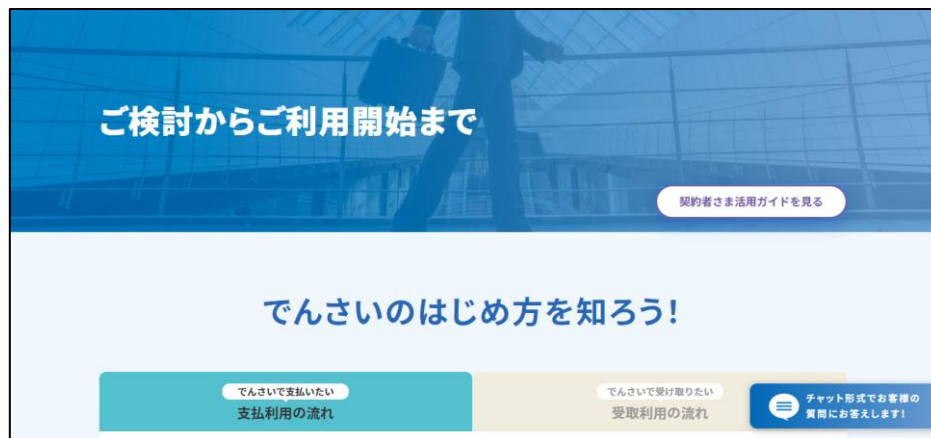 ご検討からご利用開始まで
契約者さま活用ガイドを見る
でんさいのはじめ方を知ろう!
でんさいで支払いたい
支払利用の流れ
でんさいで受け取りたい
受取利用の流れ
チャット形式でお客様の
質問にお答えします!